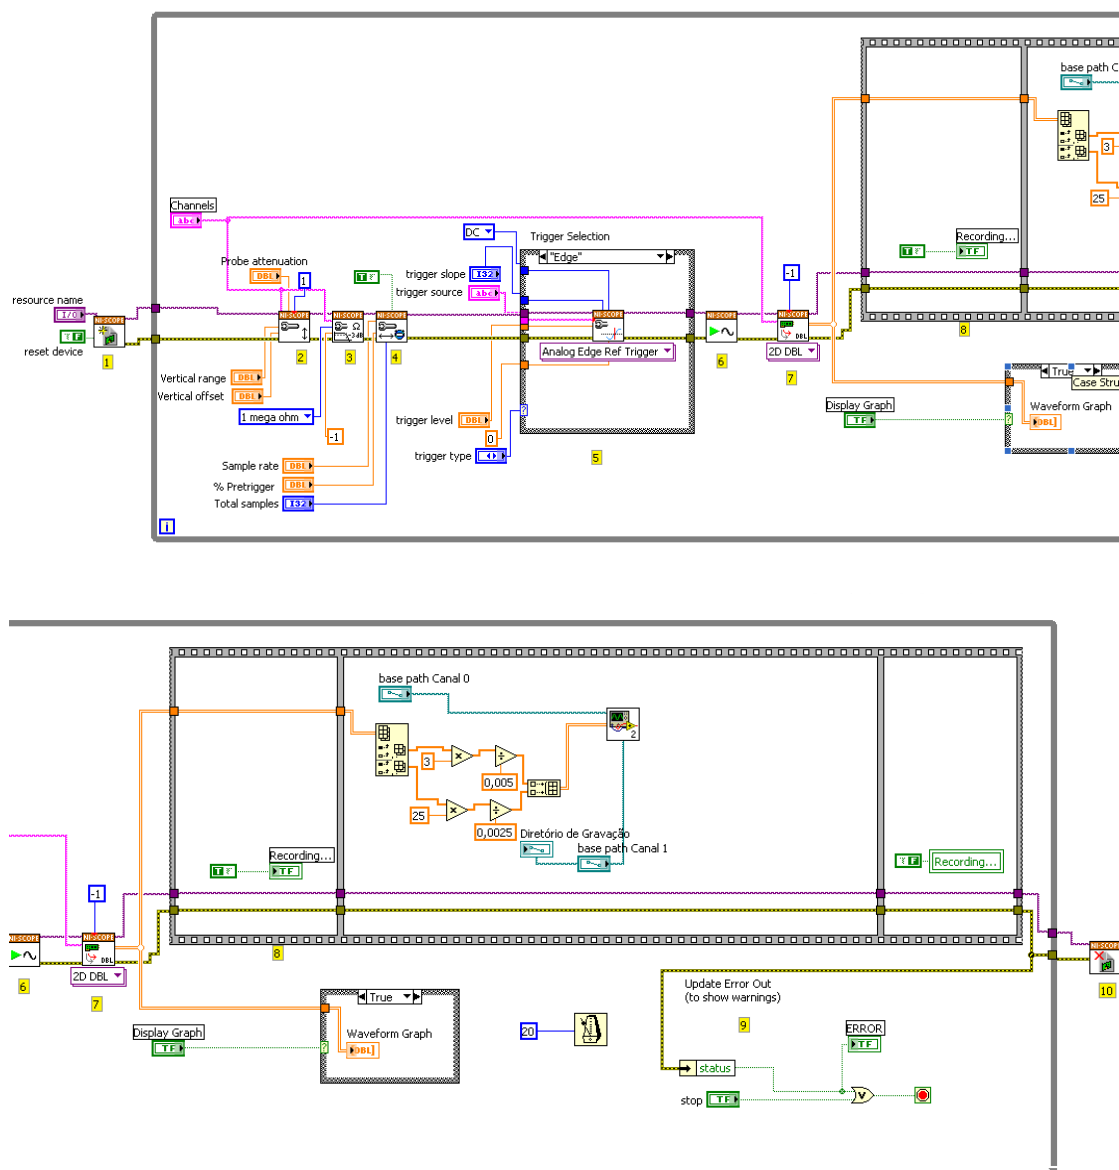 base path C
3
25
Channels
abc
Recording...
T
TF
DC
Trigger Selection
"Edge"
Probe attenuation
DBL
1
T
trigger slope
I32
trigger source
abc
-1
resource name
I/O
NI-SCOPE
NI-SCOPE
NI-SCOPE
NI-SCOPE
NI-SCOPE
NI-SCOPE
NI-SCOPE
8
reset device
F
1
2
3
4
Analog Edge Ref Trigger
6
2D DBL
7
True
Case Stru
Vertical range
DBL
Vertical offset
DBL
1 mega ohm
-1
trigger level
DBL
0
Display Graph
TF
Waveform Graph
DBL
trigger type
5
Sample rate
DBL
% Pretrigger
DBL
Total samples
I32
i
base path Canal 0
2
3
0,005
25
0,0025
Diretório de Gravação
base path Canal 1
Recording...
T
TF
F
Recording...
-1
NI-SCOPE
NI-SCOPE
DBL
NI-SCOPE
6
2D DBL
7
8
10
Update Error Out
(to show warnings)
9
True
Display Graph
TF
Waveform Graph
DBL
20
ERROR
TF
status
stop
TF